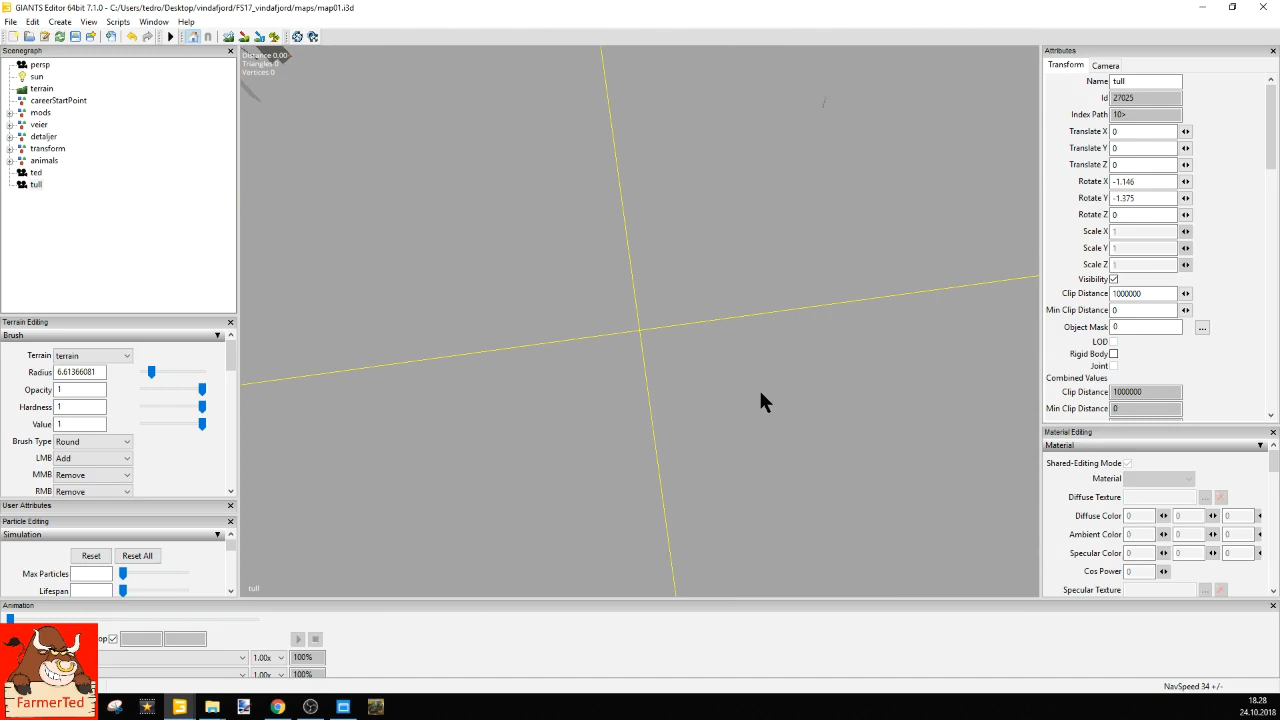 GIANTS Editor 64bit 7.1.0 - C:/Users/tedro/Desktop/vindafjord/FS17_vindafjord/maps/map01.i3d
File Edit Create View Scripts Window Help
Scenegraph
persp
sun
terrain
careerStartPoint
mods
veier
detaljer
transform
animals
ted
tull
Terrain Editing
Brush
Terrain terrain
Radius 6.61366081
Opacity 1
Hardness 1
Value 1
Brush Type Round
LMB Add
MMB Remove
RMB Remove
User Attributes
Particle Editing
Simulation
Reset Reset All
Max Particles
Lifespan
Distance 0.00
Triangles 0
Vertices 0
tull
Attributes
Transform Camera
Name tull
Id 27025
Index Path 10>
Translate X 0
Translate Y 0
Translate Z 0
Rotate X -1.146
Rotate Y -1.375
Rotate Z 0
Scale X 1
Scale Y 1
Scale Z 1
Visibility
Clip Distance 1000000
Min Clip Distance 0
Object Mask 0 ...
LOD
Rigid Body
Joint
Combined Values
Clip Distance 1000000
Min Clip Distance 0
Material Editing
Material
Shared-Editing Mode
Material
Diffuse Texture ...
Diffuse Color 0 0 0
Ambient Color 0 0 0
Specular Color 0 0 0
Cos Power 0
Specular Texture ...
Animation
op
1.00x 100%
1.00x 100%
NavSpeed 34 +/-
FarmerTed
18.28
24.10.2018